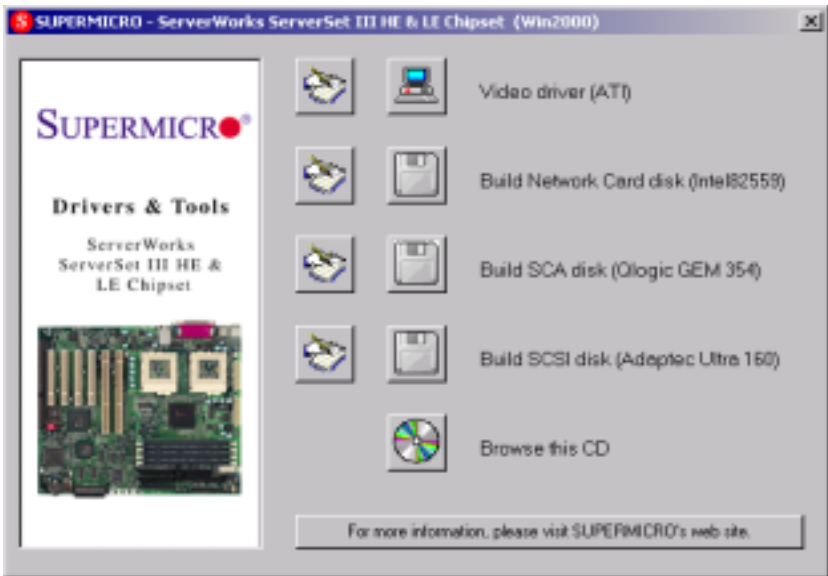 SUPERMICRO - ServerWorks ServerSet III HE & LE Chipset (Win2000)
SUPERMICRO®
Drivers & Tools
ServerWorks
ServerSet III HE &
LE Chipset
Video driver (ATI)
Build Network Card disk (Intel82559)
Build SCA disk (Qlogic GEM 354)
Build SCSI disk (Adaptec Ultra 160)
Browse this CD
For more information, please visit SUPERMICRO's web site.